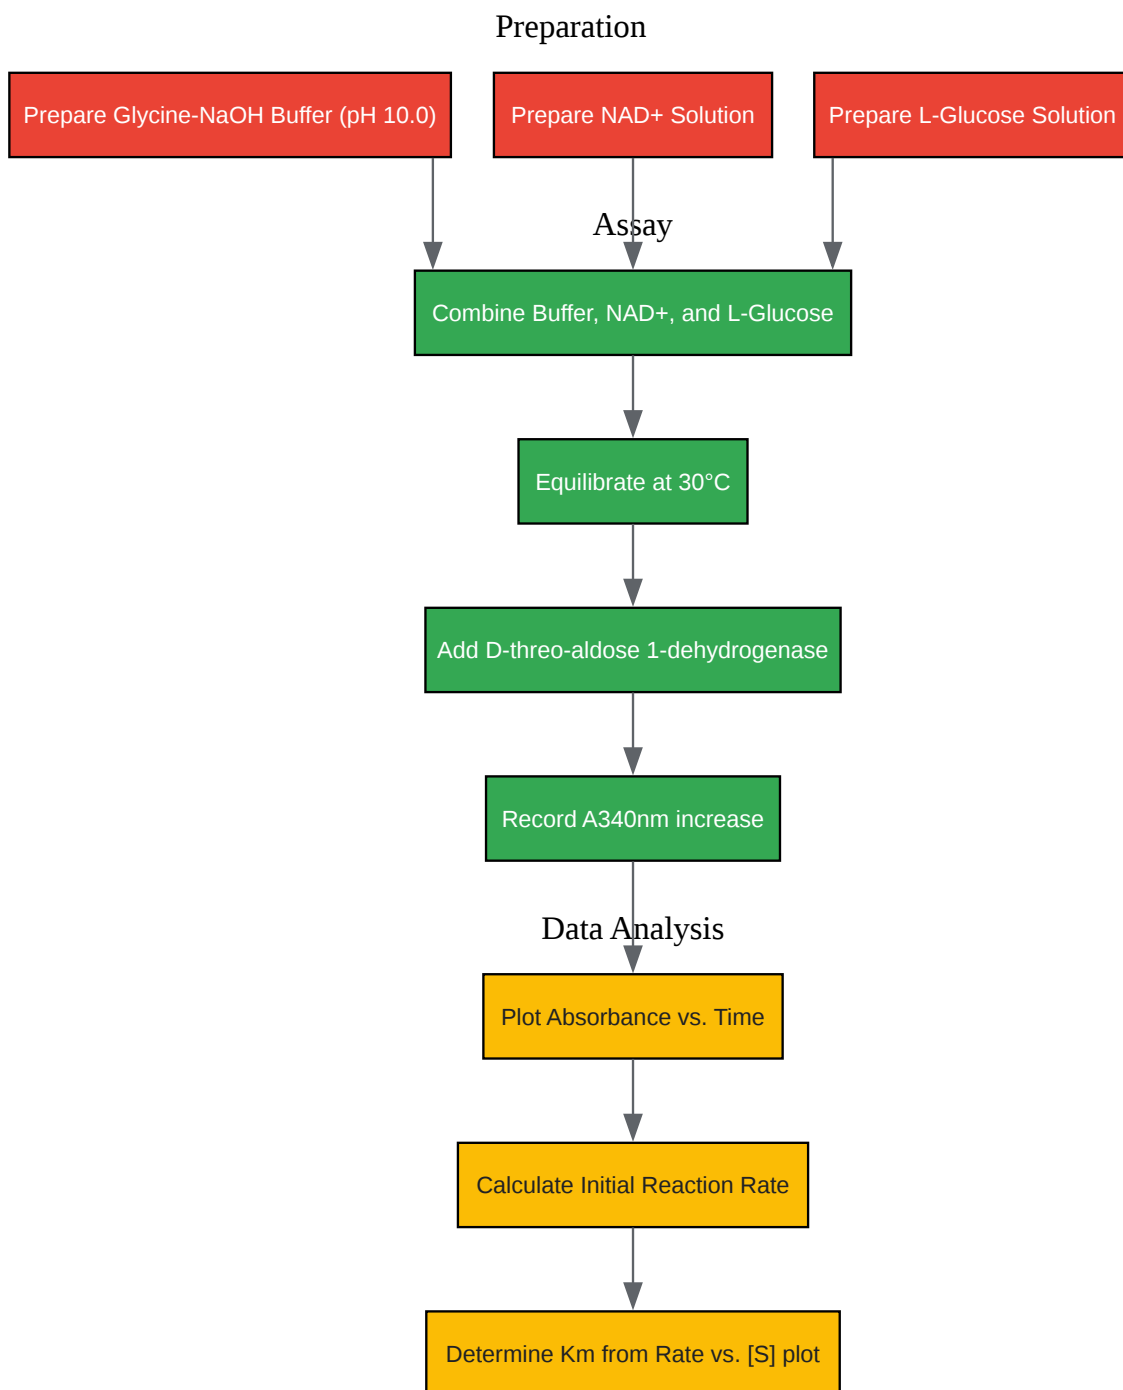 Preparation
Prepare Glycine-NaOH Buffer (pH 10.0)
Prepare NAD+ Solution
Prepare L-Glucose Solution
Assay
Combine Buffer, NAD+, and L-Glucose
Equilibrate at 30°C
Add D-threo-aldose 1-dehydrogenase
Record A340nm increase
Data Analysis
Plot Absorbance vs. Time
Calculate Initial Reaction Rate
Determine Km from Rate vs. [S] plot